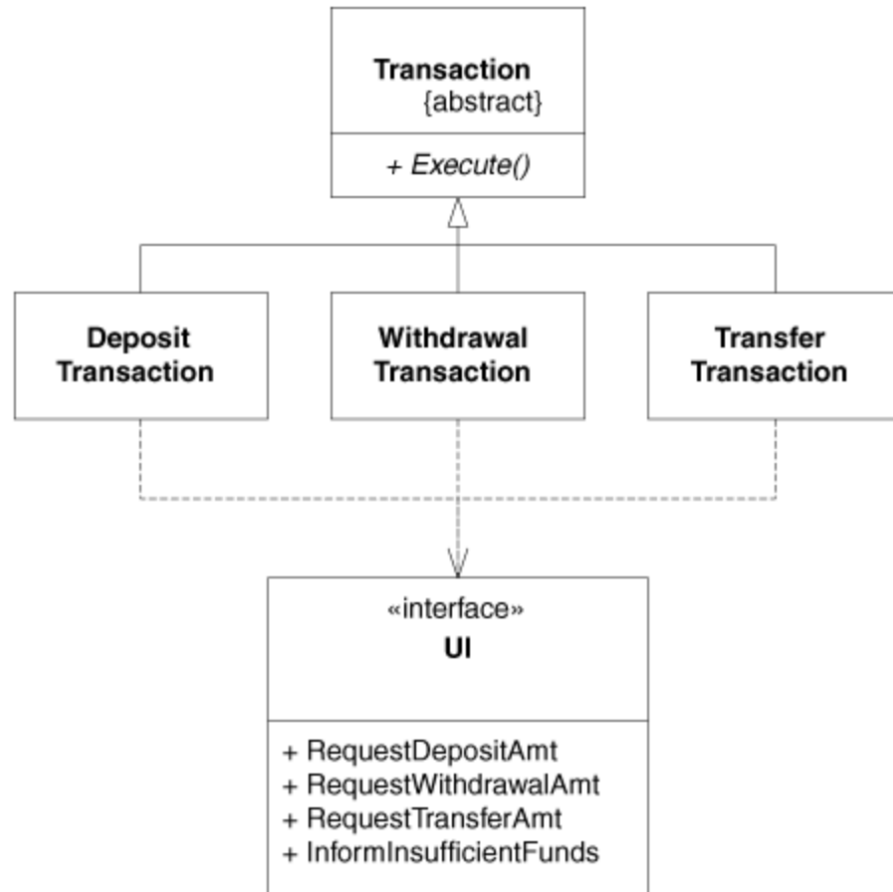 Transaction
{abstract}
+ Execute()
Deposit
Transaction
Withdrawal
Transaction
Transfer
Transaction
«interface»
UI
+ RequestDepositAmt
+ RequestWithdrawalAmt
+ RequestTransferAmt
+ InformInsufficientFunds